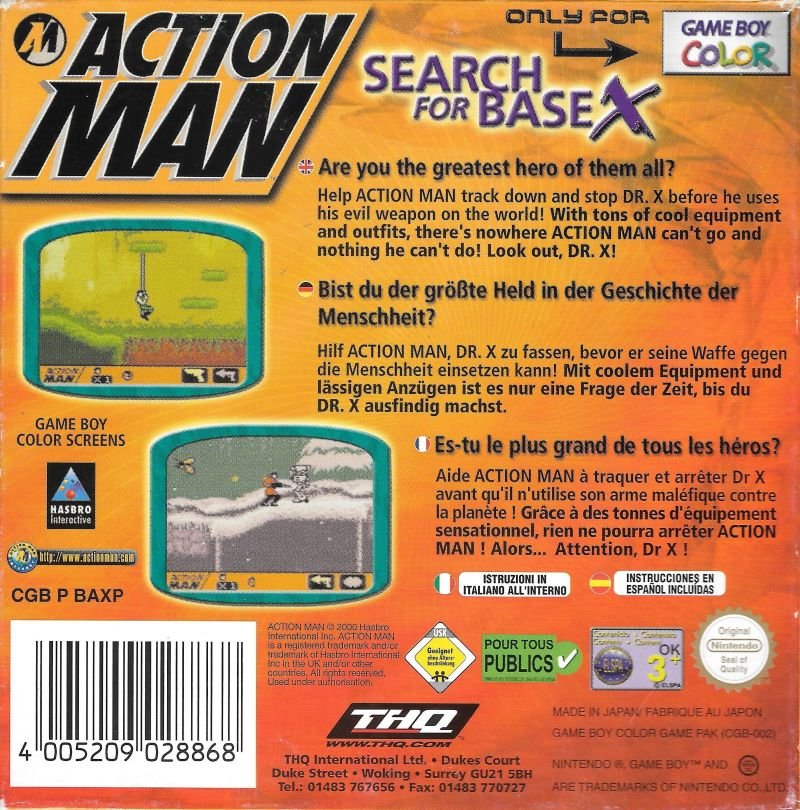 ACTION
MAN
ONLY FOR
GAME BOY
COLOR
SEARCH
FOR BASE X
Are you the greatest hero of them all?
Help ACTION MAN track down and stop DR. X before he uses
his evil weapon on the world! With tons of cool equipment
and outfits, there's nowhere ACTION MAN can't go and
nothing he can't do! Look out, DR. X!
Bist du der größte Held in der Geschichte der
Menschheit?
Hilf ACTION MAN, DR. X zu fassen, bevor er seine Waffe gegen
die Menschheit einsetzen kann! Mit coolem Equipment und
lässigen Anzügen ist es nur eine Frage der Zeit, bis du
DR. X ausfindig machst.
ACTION
MAN
X1
GAME BOY
COLOR SCREENS
Es-tu le plus grand de tous les héros?
Aide ACTION MAN à traquer et arrêter Dr X
avant qu'il n'utilise son arme maléfique contre
la planète ! Grâce à des tonnes d'équipement
sensationnel, rien ne pourra arrêter ACTION
MAN ! Alors... Attention, Dr X !
HASBRO
Interactive
http://www.actionman.com
CGB P BAXP
ACTION
MAN
X1
ISTRUZIONI IN
ITALIANO ALL'INTERNO
INSTRUCCIONES EN
ESPAÑOL INCLUÍDAS
ACTION MAN © 2000 Hasbro
International Inc. ACTION MAN
is a registered trademark and/or
trademark of Hasbro International
Inc in the UK and/or other
countries. All rights reserved.
Used under authorisation.
USK
Geeignet
ohne Alters-
beschränkung
POUR TOUS
PUBLICS
OK
3+
ELSPA
© ELSPA
Original
Nintendo
Seal of
Quality
4 005209 028868
THQ
WWW.THQ.COM
THQ International Ltd. • Dukes Court
Duke Street • Woking • Surrey GU21 5BH
Tel.: 01483 767656 • Fax: 01483 770727
MADE IN JAPAN/ FABRIQUE AU JAPON
GAME BOY COLOR GAME PAK (CGB-002)
NINTENDO ®, GAME BOY™ AND
ARE TRADEMARKS OF NINTENDO CO.,LTD.